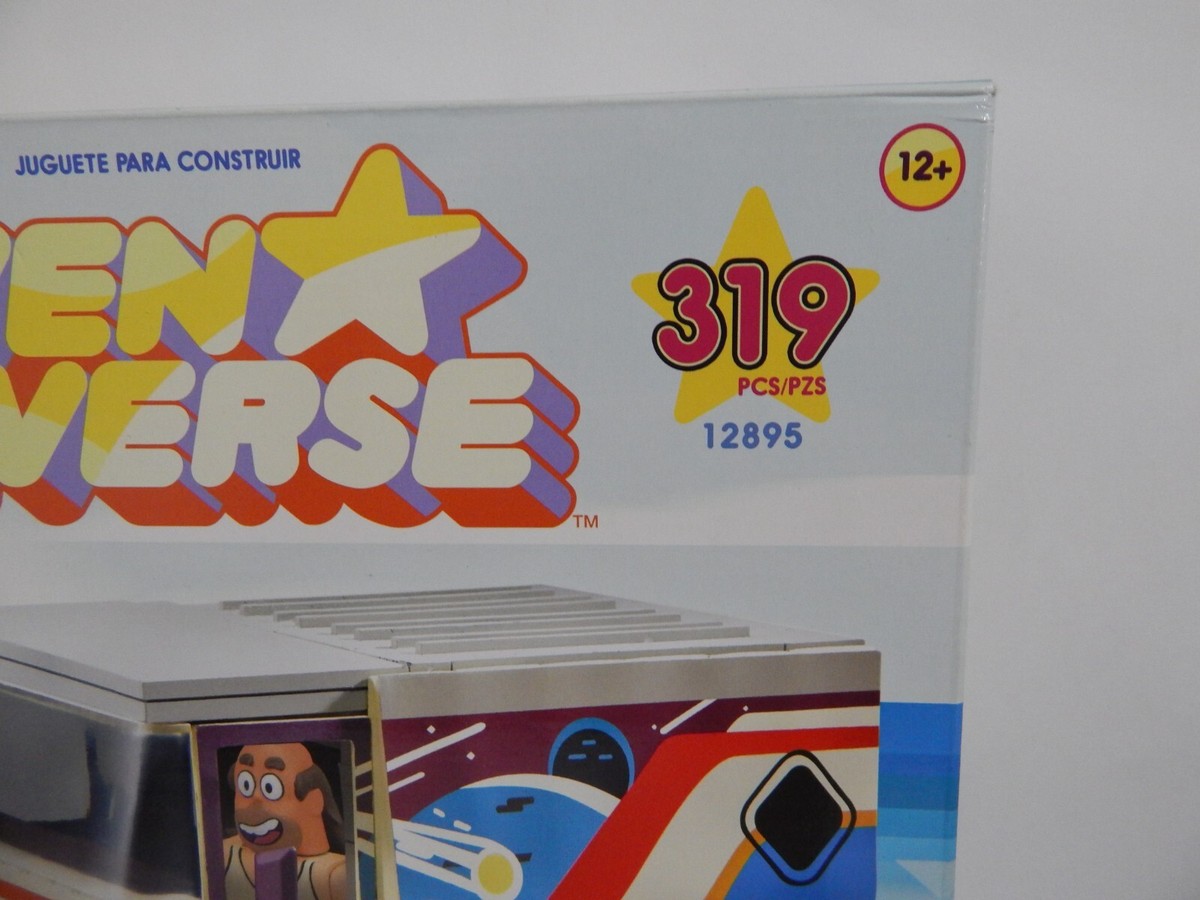 JUGUETE PARA CONSTRUIR
12+
EN
VERSE
TM
319
PCS/PZS
12895